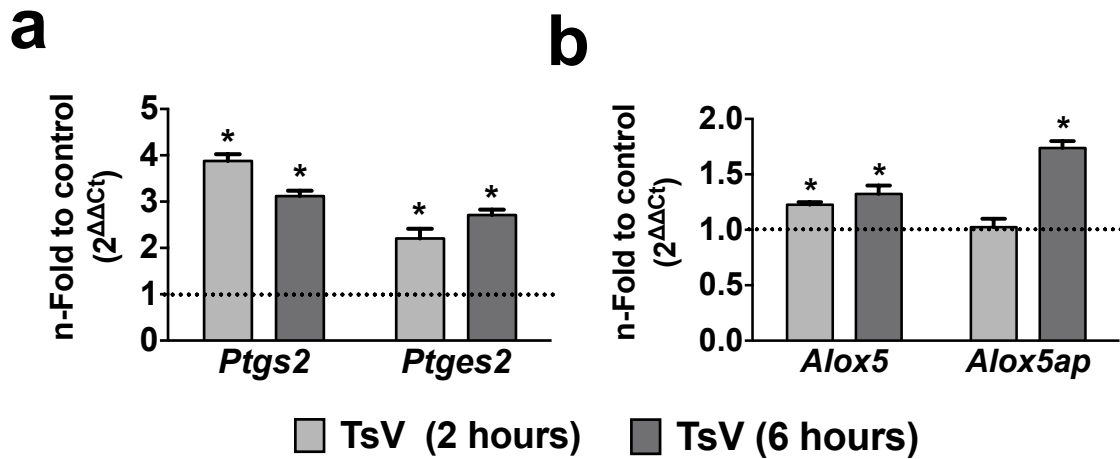 a
n-Fold to control
(2^ΔΔCt)
5
4
3
2
1
0
*
*
*
*
Ptgs2
Ptges2
b
n-Fold to control
(2^ΔΔCt)
2.0
1.5
1.0
0.5
0.0
*
*
*
Alox5
Alox5ap
TsV (2 hours)
TsV (6 hours)